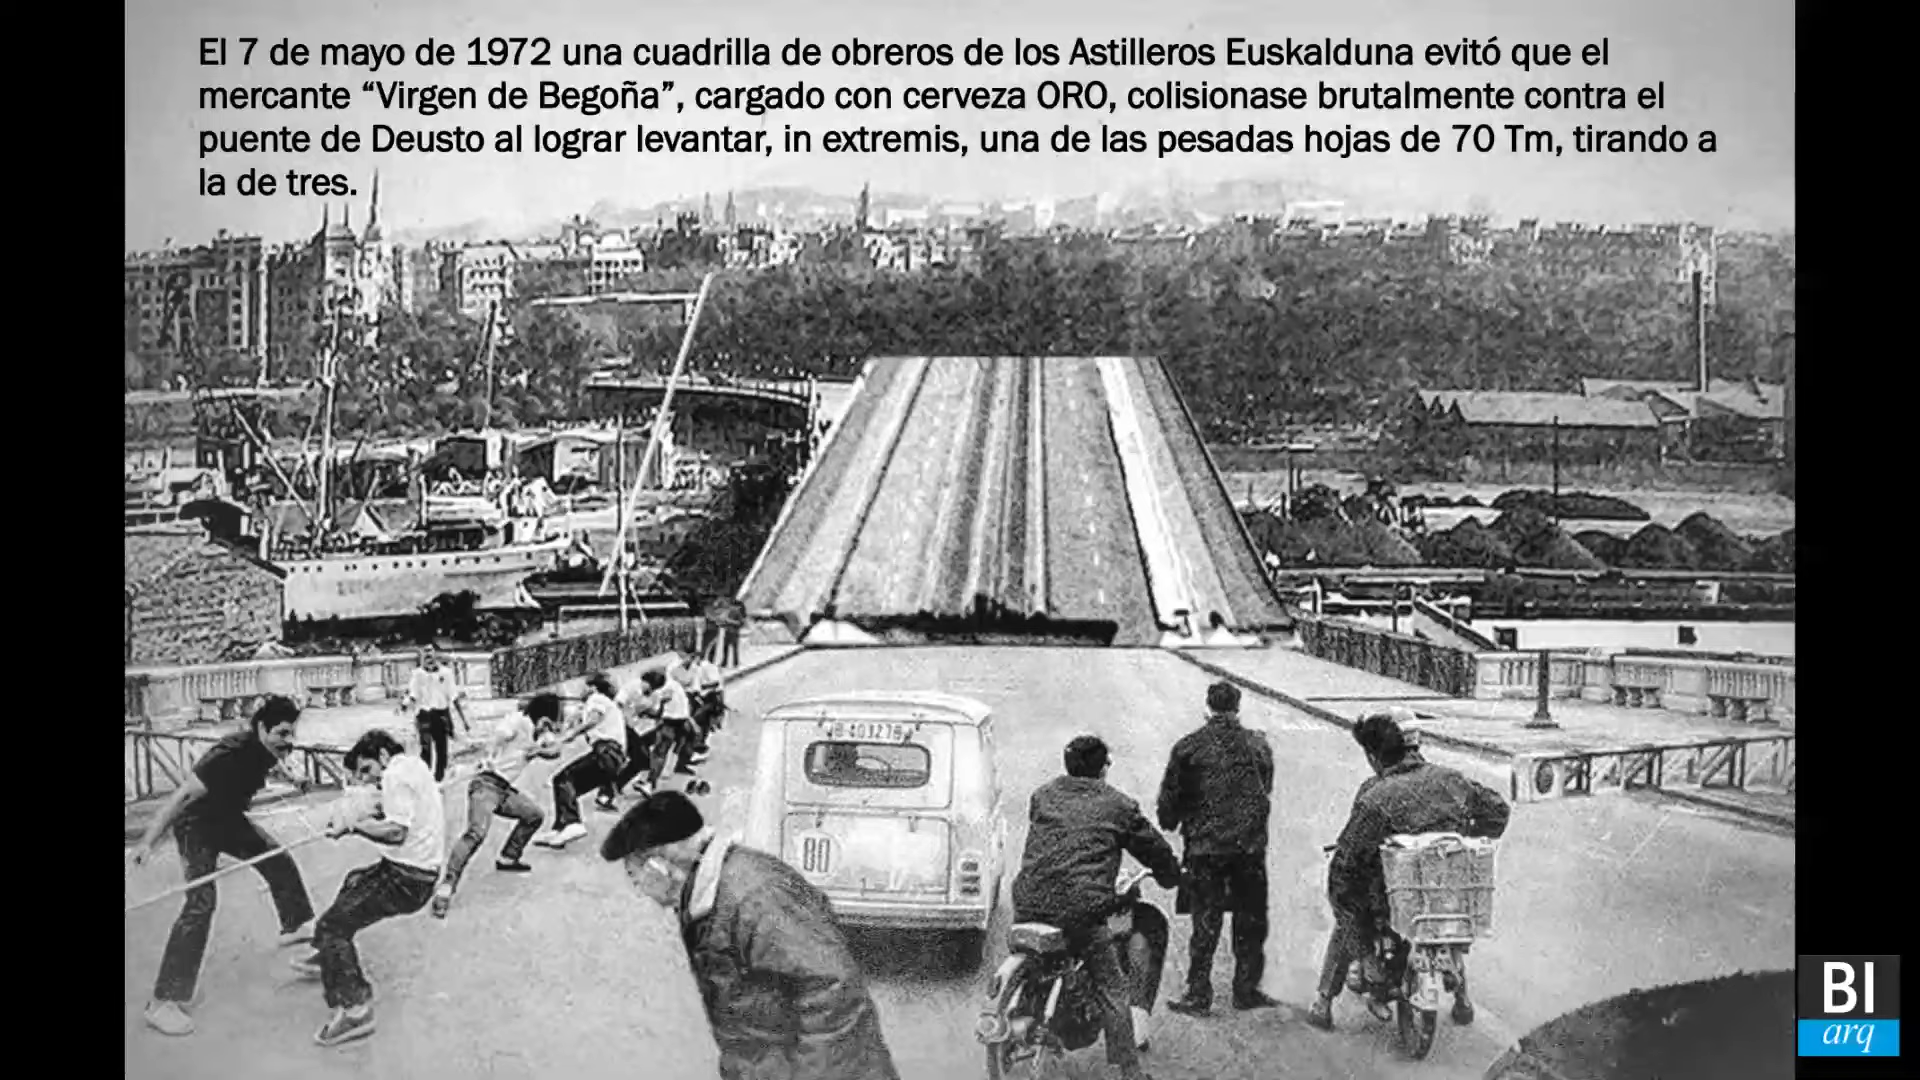 El 7 de mayo de 1972 una cuadrilla de obreros de los Astilleros Euskalduna evitó que el
mercante “Virgen de Begoña”, cargado con cerveza ORO, colisionase brutalmente contra el
puente de Deusto al lograr levantar, in extremis, una de las pesadas hojas de 70 Tm, tirando a
la de tres.
80
BI
arq